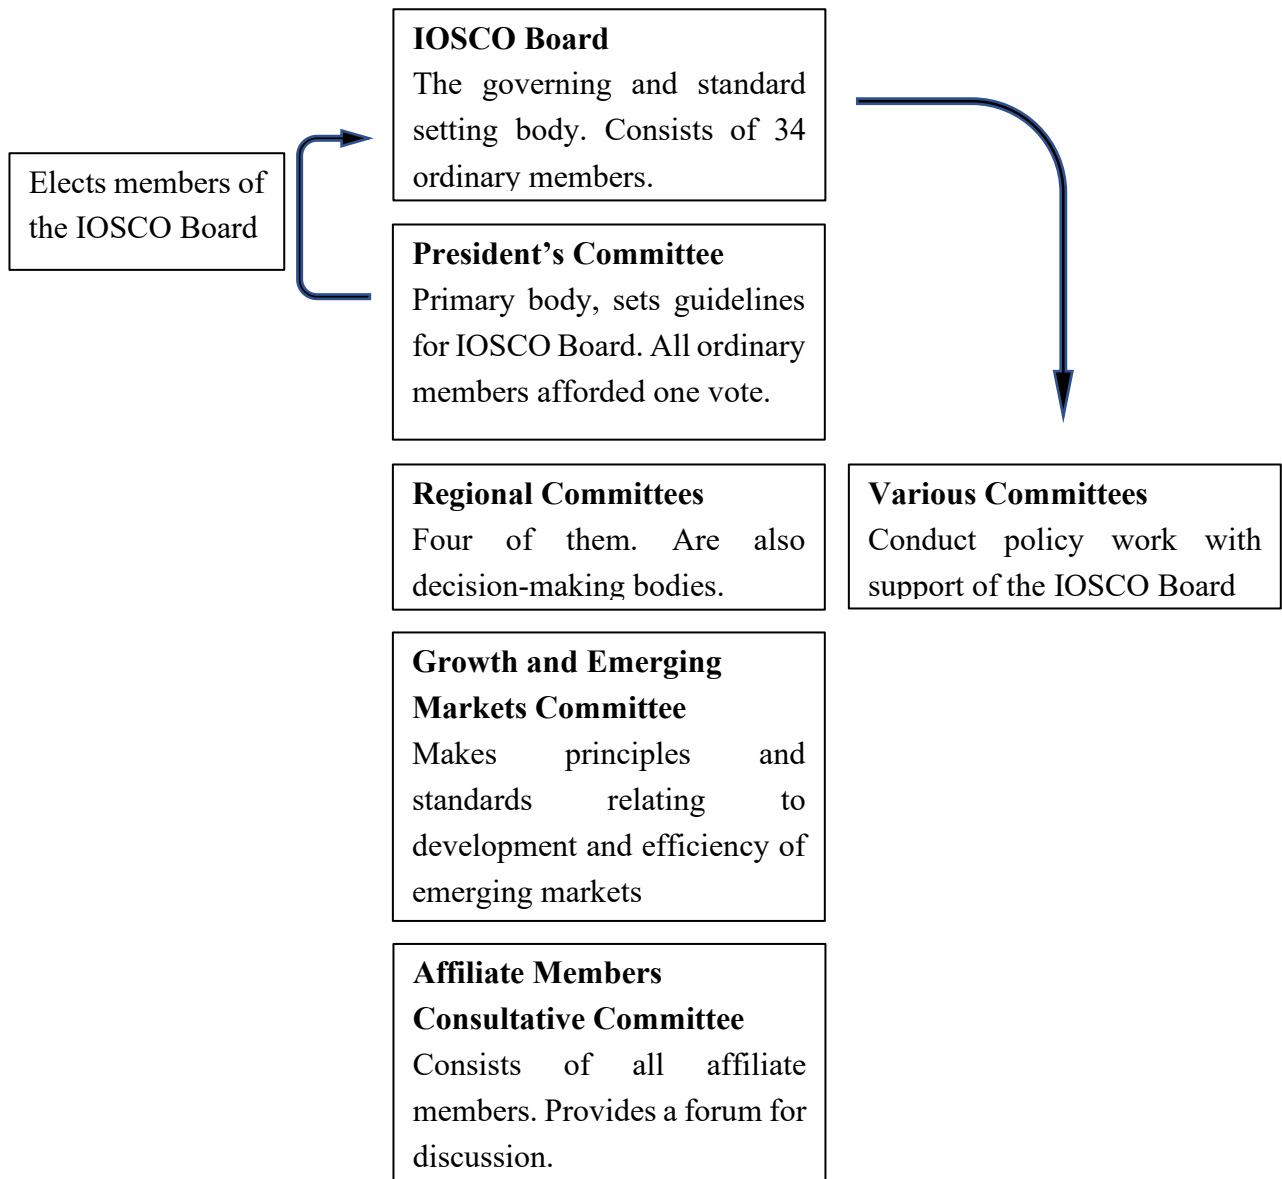 IOSCO Board
The governing and standard
setting body. Consists of 34
ordinary members.
Elects members of
the IOSCO Board
President’s Committee
Primary body, sets guidelines
for IOSCO Board. All ordinary
members afforded one vote.
Regional Committees
Four of them. Are also
decision-making bodies.
Various Committees
Conduct policy work with
support of the IOSCO Board
Growth and Emerging
Markets Committee
Makes principles and
standards relating to
development and efficiency of
emerging markets
Affiliate Members
Consultative Committee
Consists of all affiliate
members. Provides a forum for
discussion.